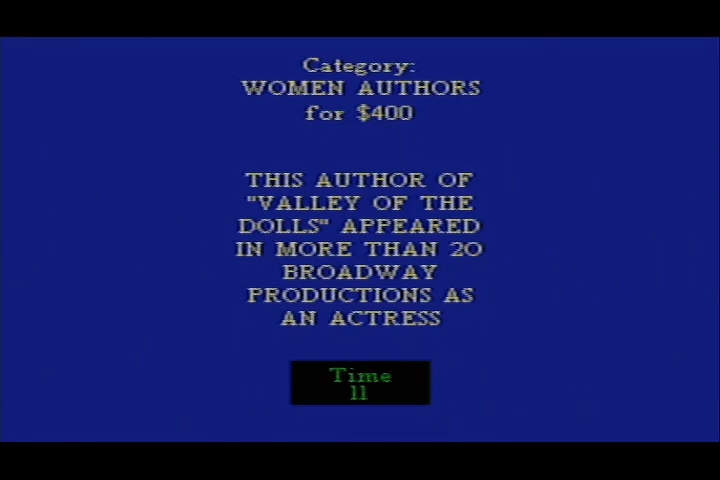 Category:
WOMEN AUTHORS
for $400
THIS AUTHOR OF
"VALLEY OF THE
DOLLS" APPEARED
IN MORE THAN 20
BROADWAY
PRODUCTIONS AS
AN ACTRESS
Time
11